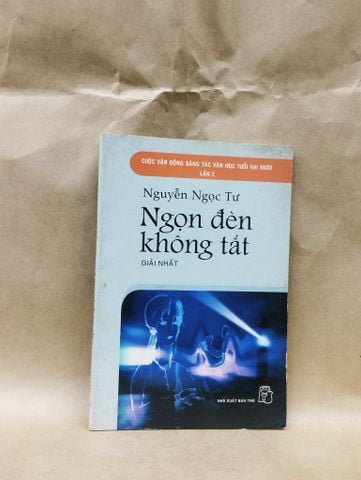 CUỘC VẬN ĐỘNG SÁNG TÁC VĂN HỌC TUỔI HAI MƯƠI
LẦN 2
Nguyễn Ngọc Tư
Ngọn đèn
không tắt
GIẢI NHẤT
NHÀ XUẤT BẢN TRẺ